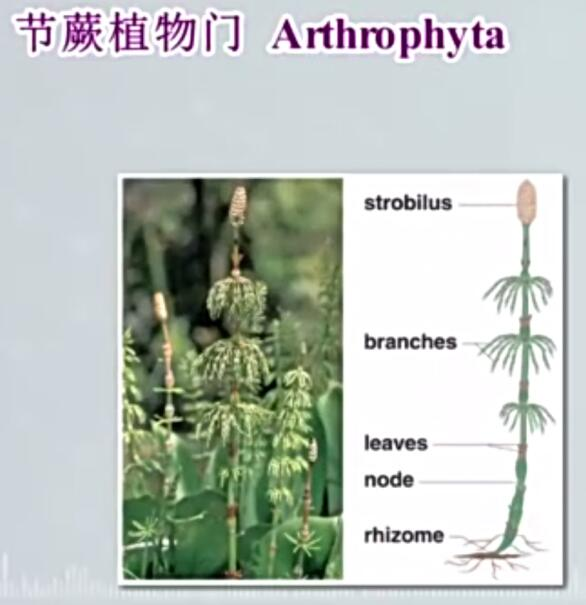 节蕨植物门 Arthrophyta
strobilus
branches
leaves
node
rhizome